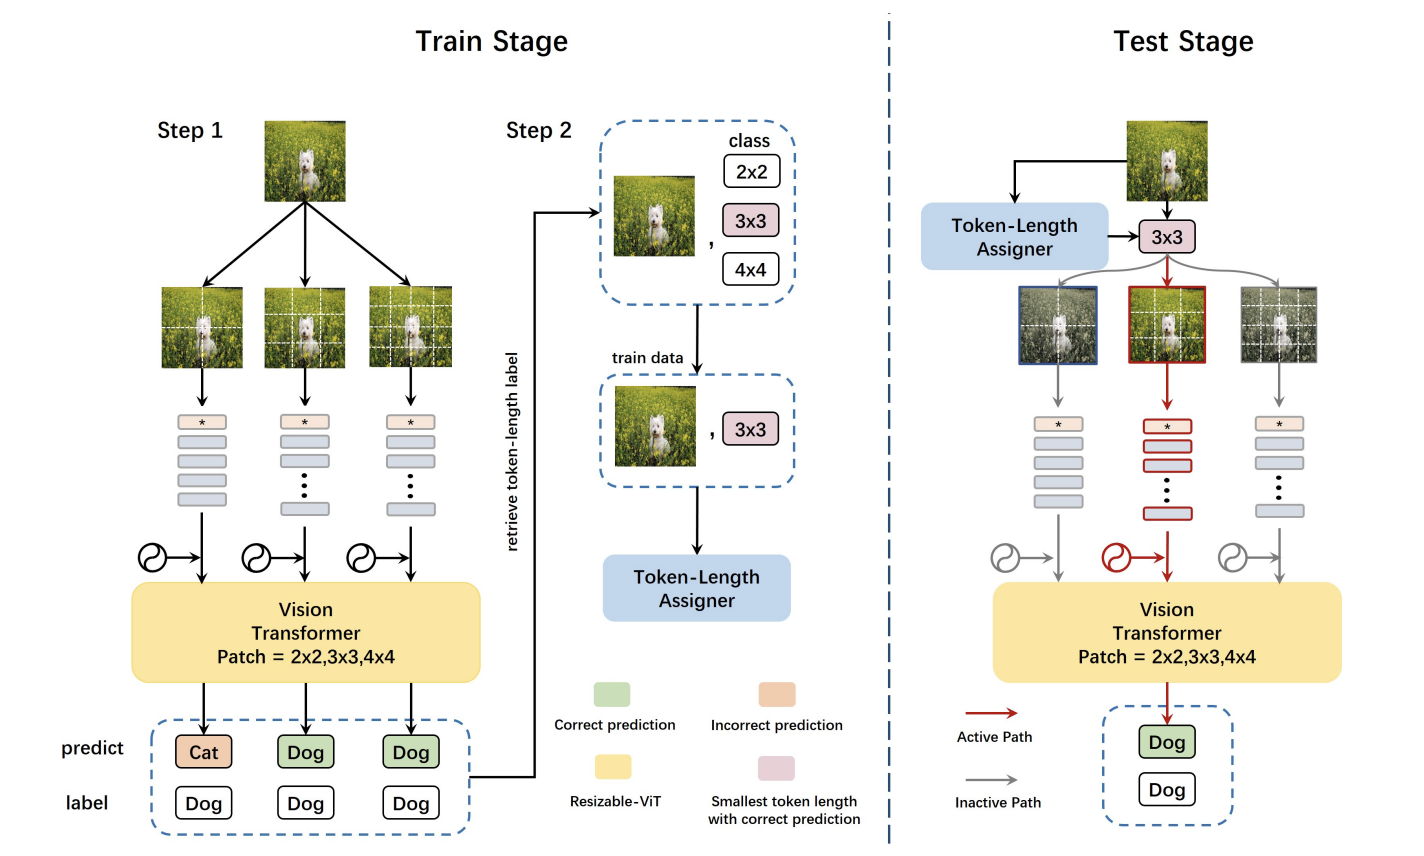 Train Stage
Step 1
*
*
*
Vision
Transformer
Patch = 2x2,3x3,4x4
predict
Cat
Dog
Dog
label
Dog
Dog
Dog
retrieve token-length label
Step 2
class
2x2
3x3
4x4
,
train data
,
3x3
Token-Length
Assigner
Correct prediction
Incorrect prediction
Resizable-ViT
Smallest token length
with correct prediction
Test Stage
Token-Length
Assigner
3x3
*
*
*
Vision
Transformer
Patch = 2x2,3x3,4x4
Active Path
Inactive Path
Dog
Dog